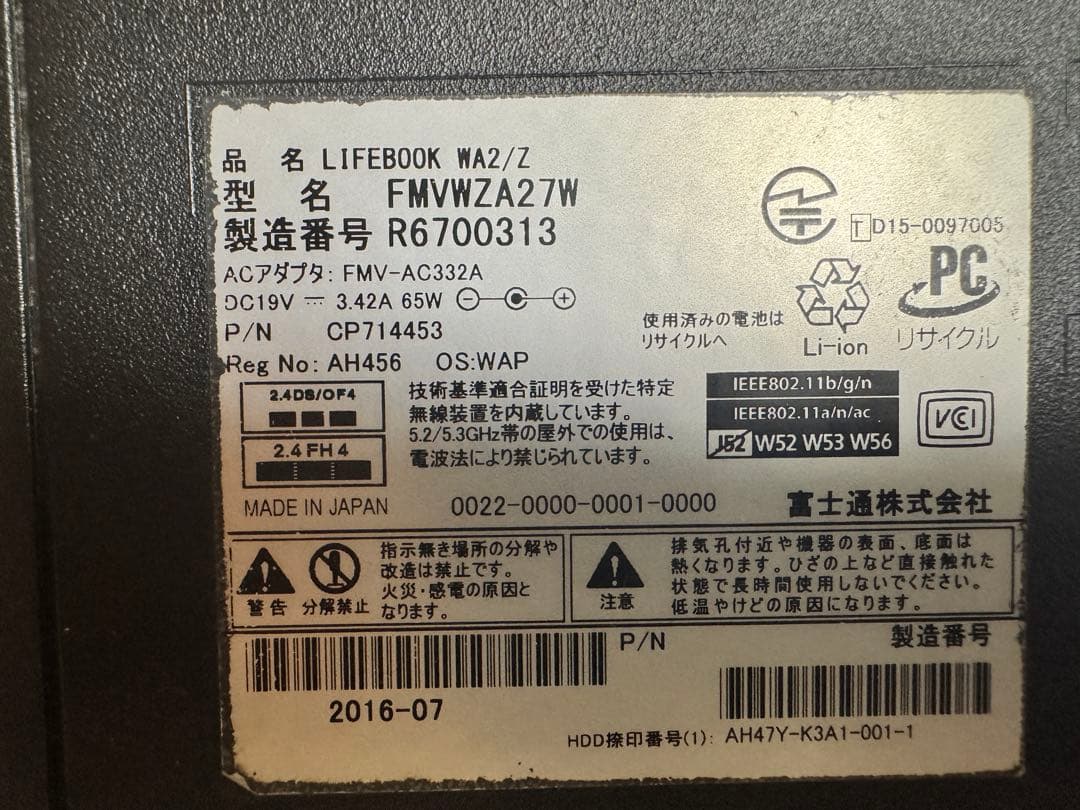 品 名 LIFEBOOK WA2/Z
型 名 FMVWZA27W
製造番号 R6700313
ACアダプタ: FMV-AC332A
DC19V ⎓ 3.42A 65W
P/N CP714453
Reg No: AH456 OS:WAP
T D15-0097005
使用済みの電池は
リサイクルへ
Li-ion
PC
リサイクル
2.4DS/OF4
2.4FH4
技術基準適合証明を受けた特定
無線装置を内蔵しています。
5.2/5.3GHz帯の屋外での使用は、
電波法により禁じられています。
IEEE802.11b/g/n
IEEE802.11a/n/ac
J52 W52 W53 W56
VCI
MADE IN JAPAN
0022-0000-0001-0000
富士通株式会社
警告 分解禁止
指示無き場所の分解や
改造は禁止です。
火災・感電の原因と
なります。
注意
排気孔付近や機器の表面、底面は
熱くなります。ひざの上など直接触れた
状態で長時間使用しないでください。
低温やけどの原因になります。
P/N
製造番号
2016-07
HDD捺印番号(1): AH47Y-K3A1-001-1